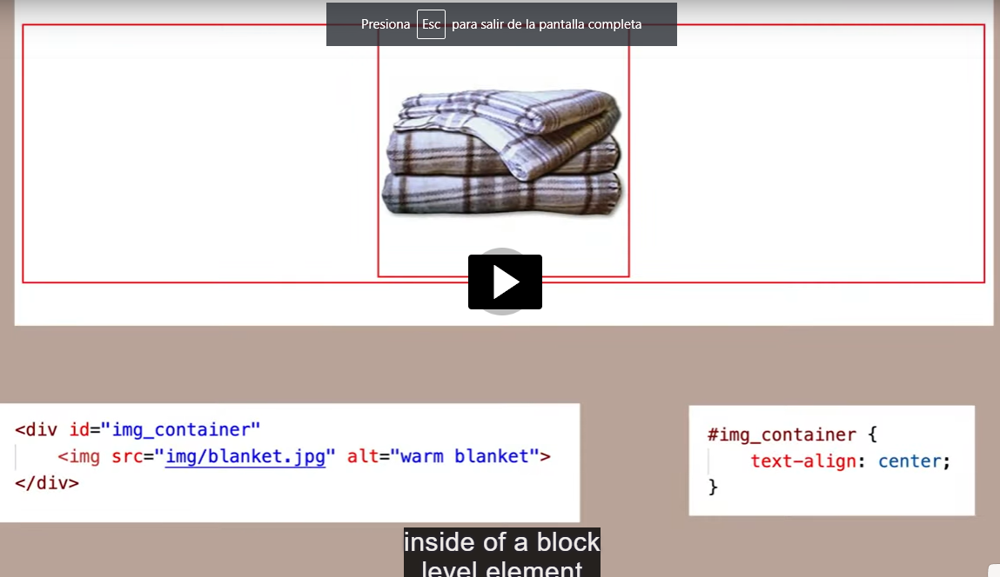 Presiona Esc para salir de la pantalla completa
<div id="img_container"
<img src="img/blanket.jpg" alt="warm blanket">
</div>
#img_container {
text-align: center;
}
inside of a block
level element